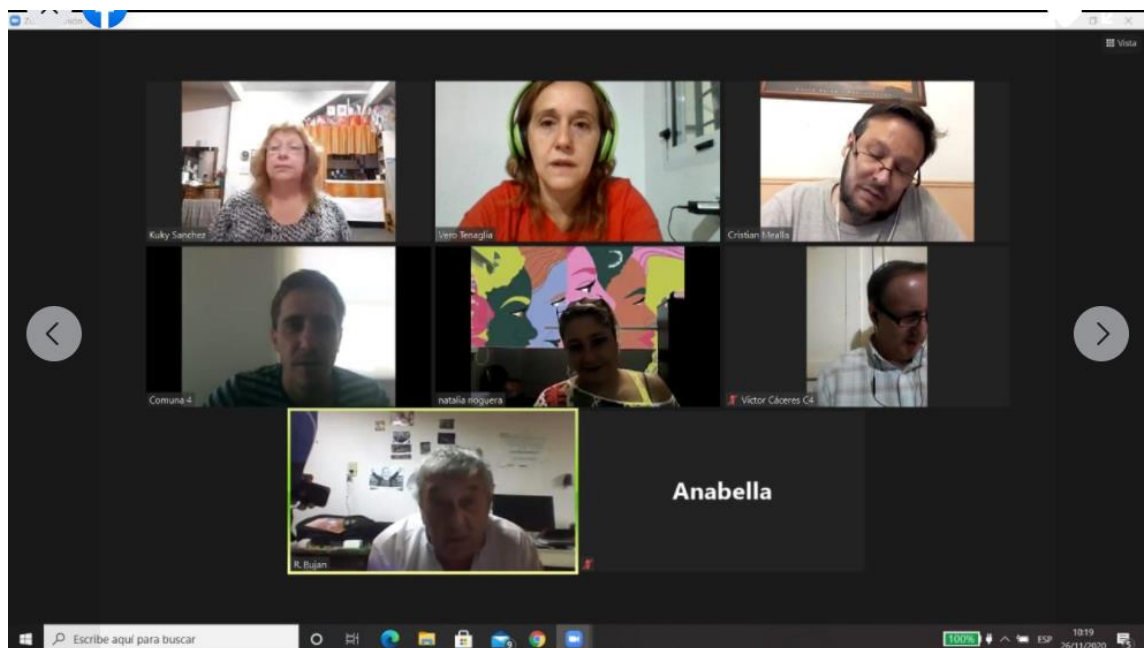 Vista
Kuky Sanchez
Vero Tenaglia
Cristian Mealla
Comuna 4
natalia noguera
Victor Cáceres C4
R. Bujan
Anabella
Escribe aquí para buscar
100%
ESP
10:19
26/11/2020